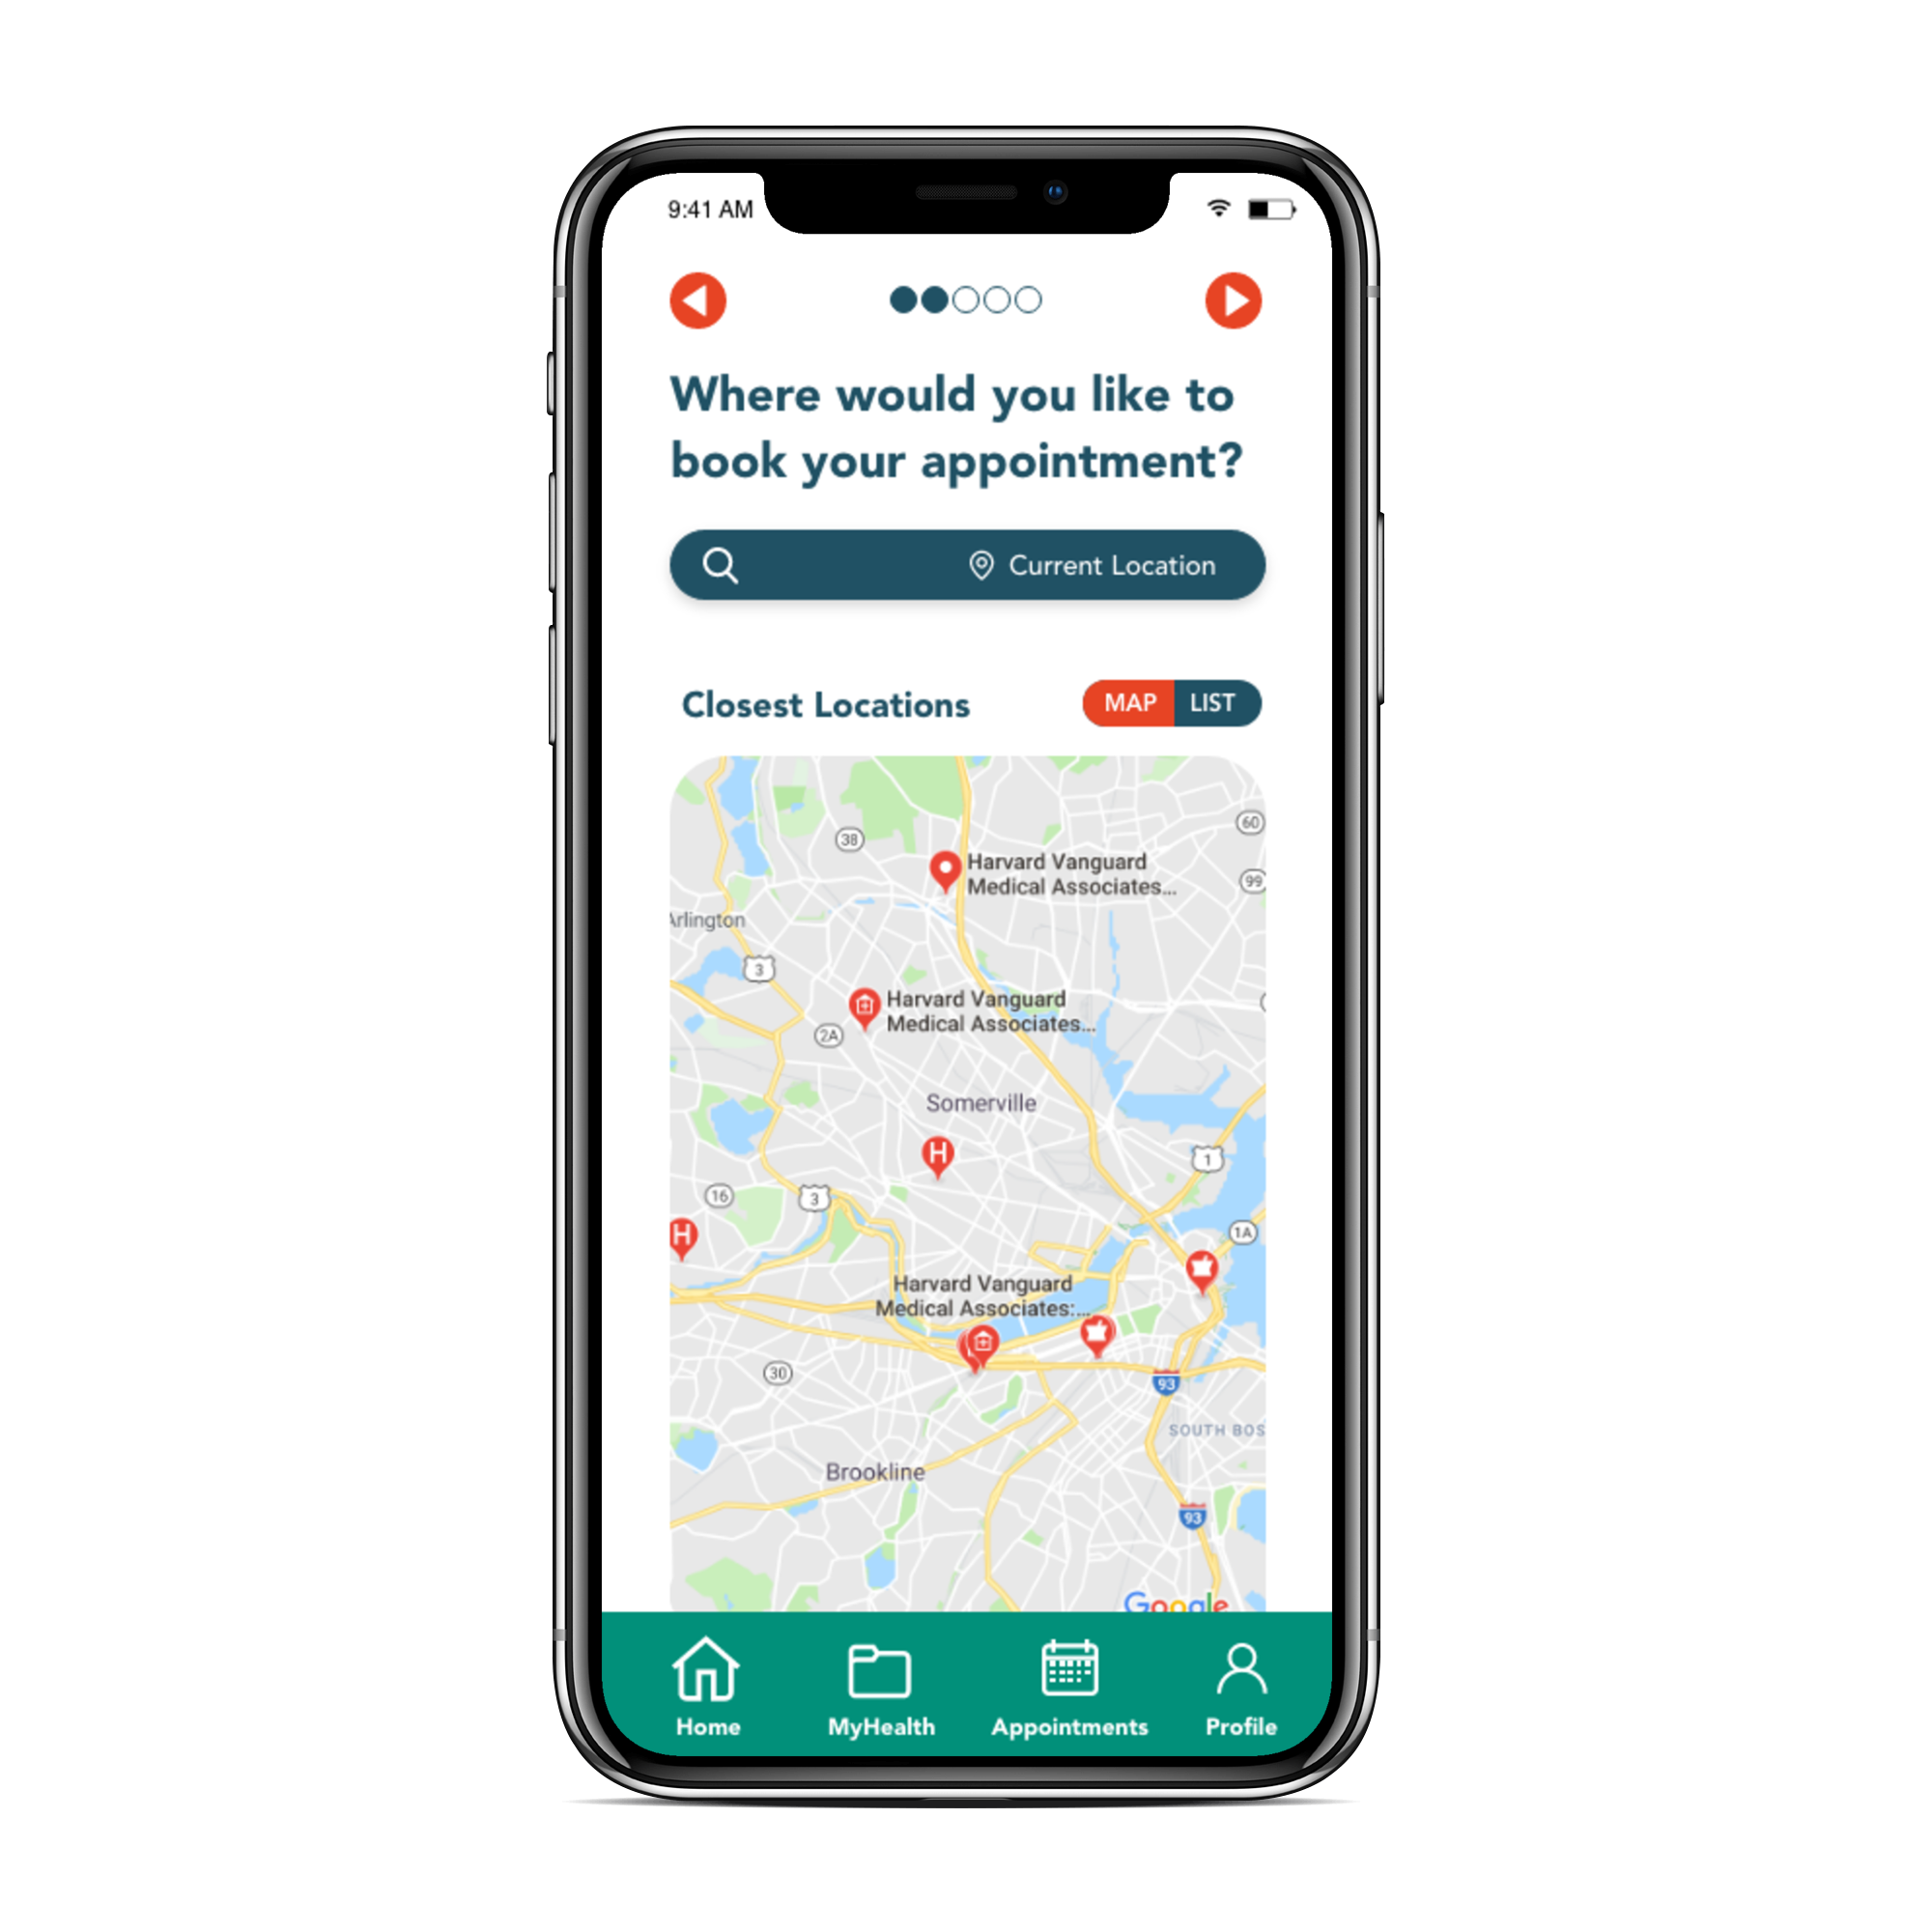 9:41 AM
Where would you like to
book your appointment?
Current Location
Closest Locations
MAP LIST
60
38
Harvard Vanguard
Medical Associates...
99
Arlington
3
Harvard Vanguard
Medical Associates...
2A
Somerville
H
1
16
3
H
1A
Harvard Vanguard
Medical Associates:...
30
93
SOUTH BOS
Brookline
93
Google
Home MyHealth Appointments Profile